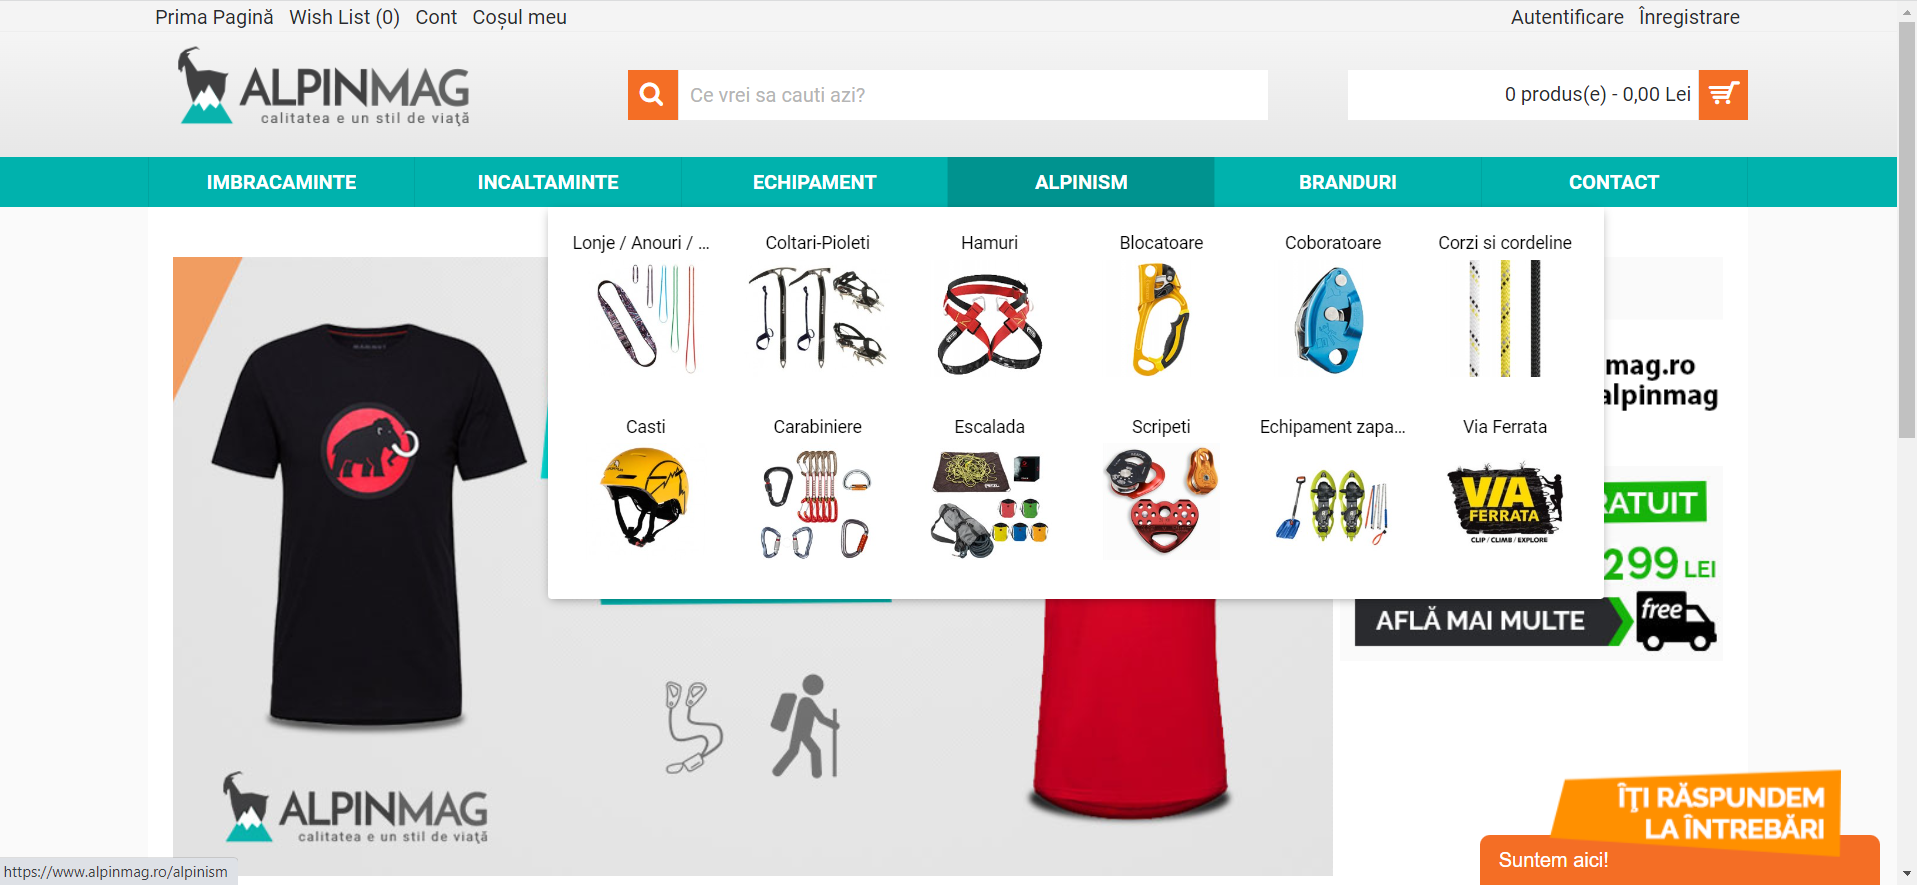 Prima Pagină Wish List (0) Cont Coșul meu Autentificare Înregistrare
ALPINMAG
calitatea e un stil de viață
Ce vrei sa cauti azi?
0 produs(e) - 0,00 Lei
IMBRACAMINTE INCALTAMINTE ECHIPAMENT ALPINISM BRANDURI CONTACT
Lonje / Anouri / ... Coltari-Pioleti Hamuri Blocatoare Coboratoare Corzi si cordeline
Casti Carabiniere Escalada Scripeti Echipament zapa... Via Ferrata
VIA
FERRATA
CLIP / CLIMB / EXPLORE
mag.ro
alpinmag
RATUIT
299 LEI
AFLĂ MAI MULTE
free
ALPINMAG
calitatea e un stil de viață
ÎȚI RĂSPUNDEM
LA ÎNTREBĂRI
Suntem aici!
https://www.alpinmag.ro/alpinism